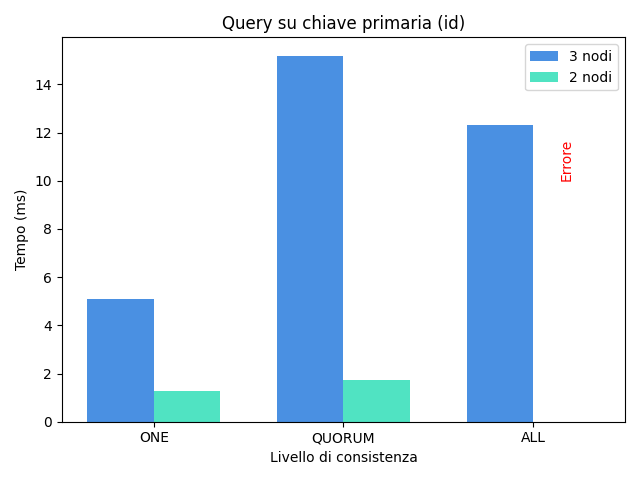 Query su chiave primaria (id)
3 nodi
2 nodi
Errore
Tempo (ms)
14
12
10
8
6
4
2
0
ONE
QUORUM
ALL
Livello di consistenza